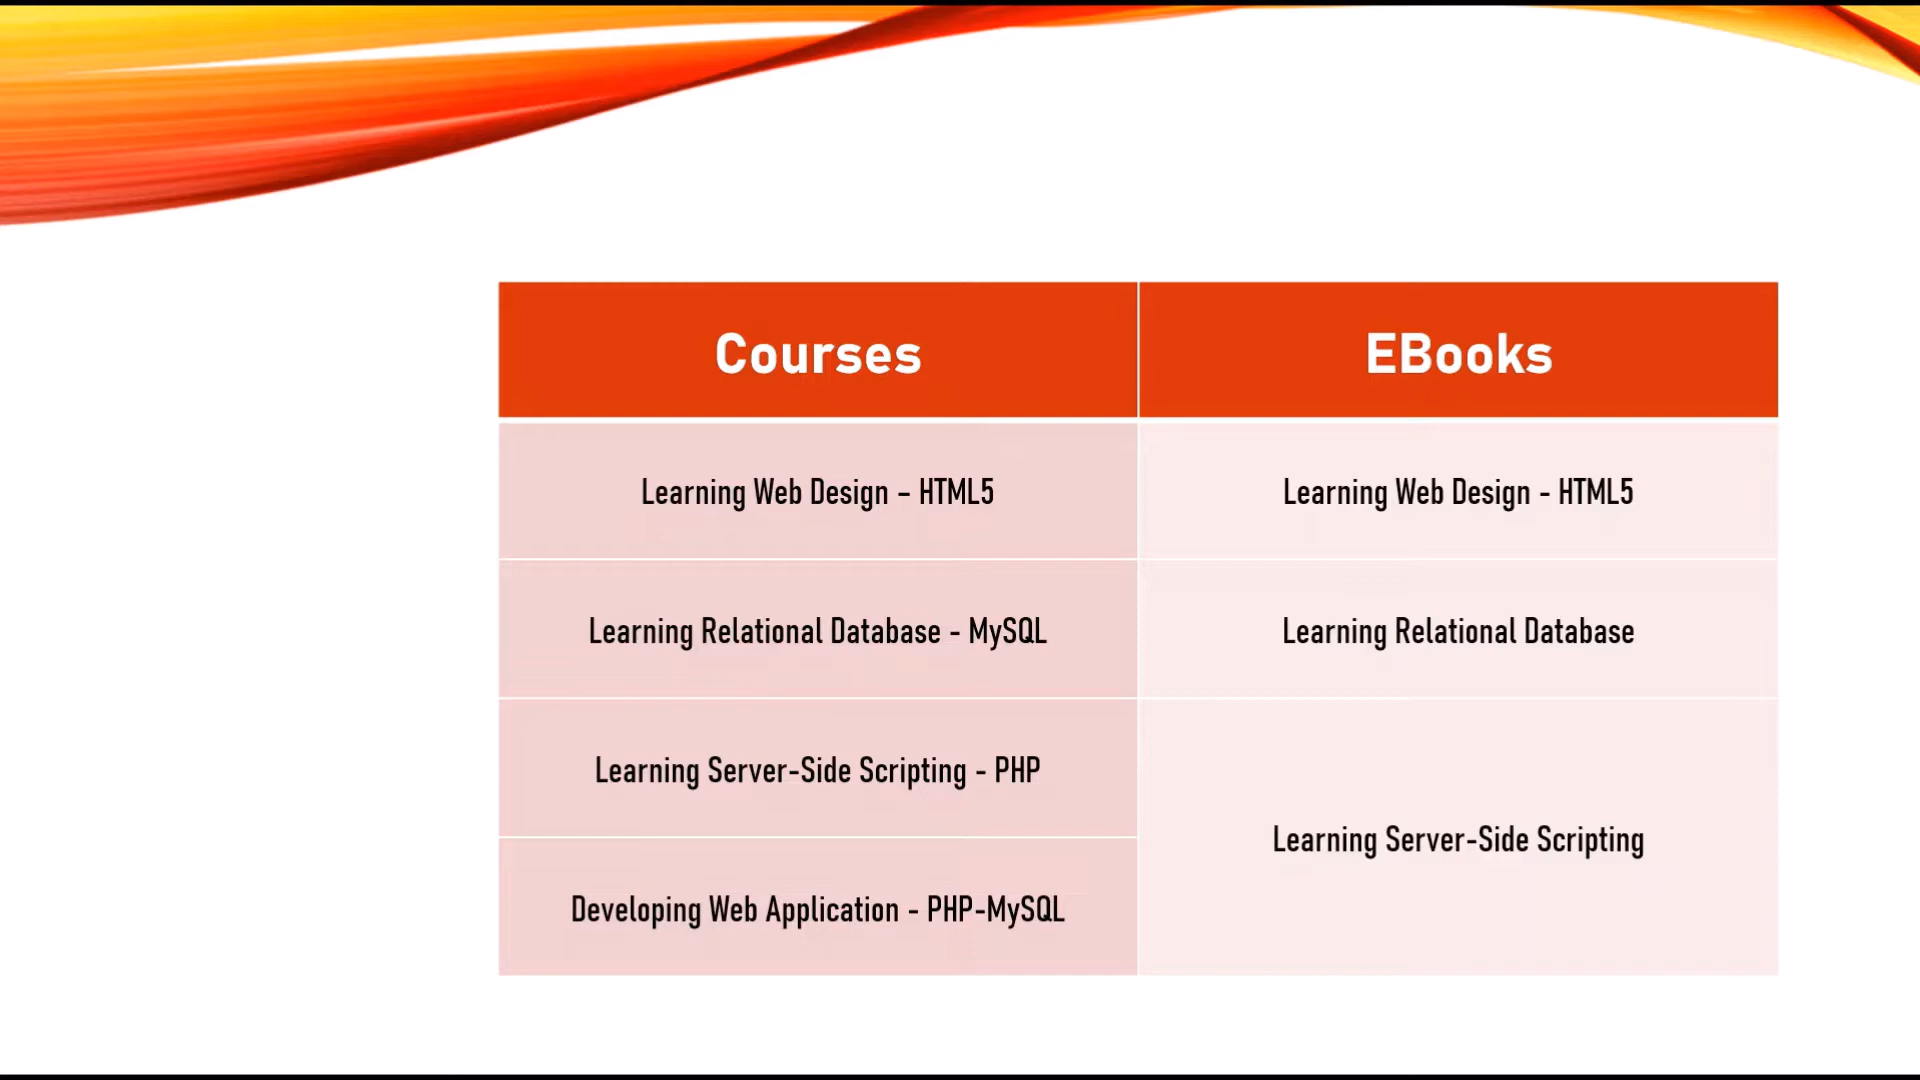 Courses
EBooks
Learning Web Design – HTML5
Learning Web Design - HTML5
Learning Relational Database - MySQL
Learning Relational Database
Learning Server-Side Scripting - PHP
Learning Server-Side Scripting
Developing Web Application - PHP-MySQL